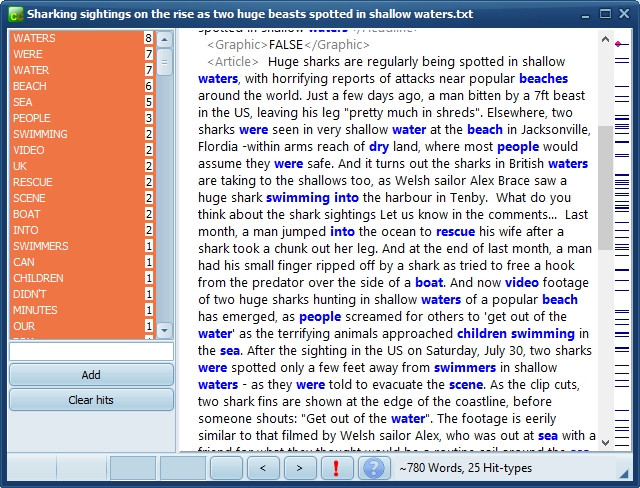 Sharking sightings on the rise as two huge beasts spotted in shallow waters.txt
WATERS 8
WERE 7
WATER 7
BEACH 6
SEA 5
PEOPLE 3
SWIMMING 2
VIDEO 2
UK 2
RESCUE 2
SCENE 2
BOAT 2
INTO 2
SWIMMERS 1
CAN 1
CHILDREN 1
DIDN'T 1
MINUTES 1
OUR 1
Add
Clear hits
spotted in shallow waters </Headline>
<Graphic>FALSE</Graphic>
<Article> Huge sharks are regularly being spotted in shallow
waters, with horrifying reports of attacks near popular beaches
around the world. Just a few days ago, a man bitten by a 7ft beast
in the US, leaving his leg "pretty much in shreds". Elsewhere, two
sharks were seen in very shallow water at the beach in Jacksonville,
Flordia -within arms reach of dry land, where most people would
assume they were safe. And it turns out the sharks in British waters
are taking to the shallows too, as Welsh sailor Alex Brace saw a
huge shark swimming into the harbour in Tenby. What do you
think about the shark sightings Let us know in the comments... Last
month, a man jumped into the ocean to rescue his wife after a
shark took a chunk out her leg. And at the end of last month, a man
had his small finger ripped off by a shark as tried to free a hook
from the predator over the side of a boat. And now video footage
of two huge sharks hunting in shallow waters of a popular beach
has emerged, as people screamed for others to 'get out of the
water' as the terrifying animals approached children swimming in
the sea. After the sighting in the US on Saturday, July 30, two sharks
were spotted only a few feet away from swimmers in shallow
waters - as they were told to evacuate the scene. As the clip cuts,
two shark fins are shown at the edge of the coastline, before
someone shouts: "Get out of the water". The footage is eerily
similar to that filmed by Welsh sailor Alex, who was out at sea with a
friend for what they thought would be a routine sail around the sea
< > ! ? ~780 Words, 25 Hit-types